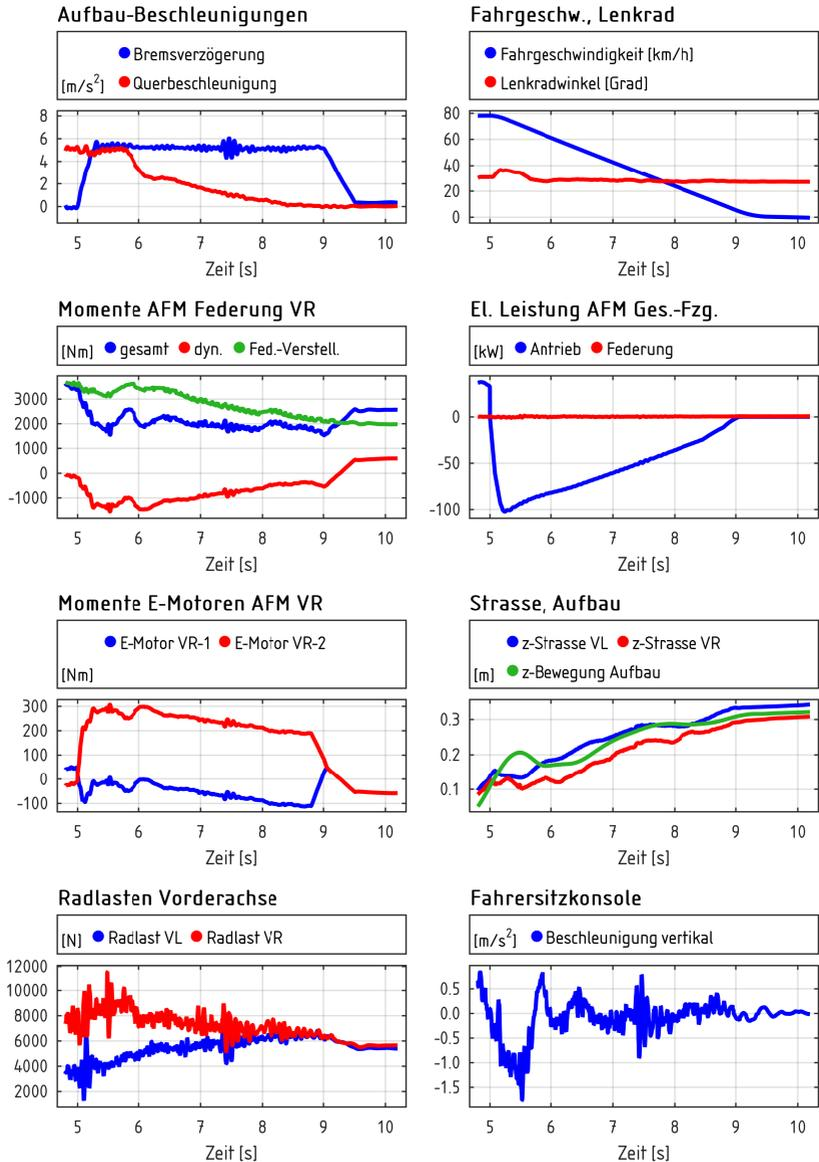 Aufbau-Beschleunigungen
Bremsverzögerung
[m/s²] Querbeschleunigung
8
6
4
2
0
5 6 7 8 9 10
Zeit [s]
Fahrgeschw., Lenkrad
Fahrgeschwindigkeit [km/h]
Lenkradwinkel [Grad]
80
60
40
20
0
5 6 7 8 9 10
Zeit [s]
Momente AFM Federung VR
[Nm] gesamt dyn. Fed.-Verstell.
3000
2000
1000
0
-1000
5 6 7 8 9 10
Zeit [s]
El. Leistung AFM Ges.-Fzg.
[kW] Antrieb Federung
0
-50
-100
5 6 7 8 9 10
Zeit [s]
Momente E-Motoren AFM VR
E-Motor VR-1 E-Motor VR-2
[Nm]
300
200
100
0
-100
5 6 7 8 9 10
Zeit [s]
Strasse, Aufbau
z-Strasse VL z-Strasse VR
[m] z-Bewegung Aufbau
0.3
0.2
0.1
5 6 7 8 9 10
Zeit [s]
Radlasten Vorderachse
[N] Radlast VL Radlast VR
12000
10000
8000
6000
4000
2000
5 6 7 8 9 10
Zeit [s]
Fahrersitzkonsole
[m/s²] Beschleunigung vertikal
0.5
0.0
-0.5
-1.0
-1.5
5 6 7 8 9 10
Zeit [s]